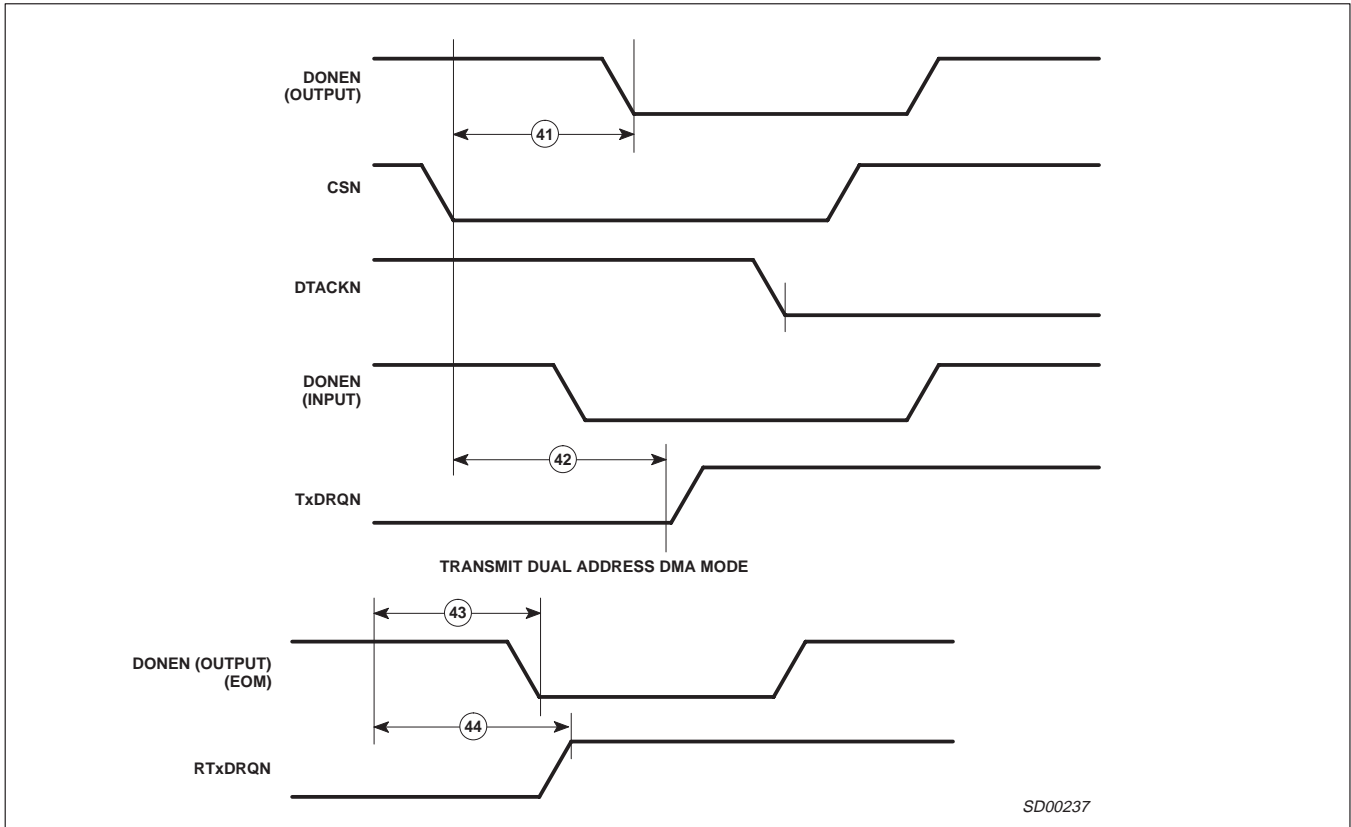 DONEN
(OUTPUT)
41
CSN
DTACKN
DONEN
(INPUT)
42
TxDRQN
TRANSMIT DUAL ADDRESS DMA MODE
43
DONEN (OUTPUT)
(EOM)
44
RTxDRQN
SD00237